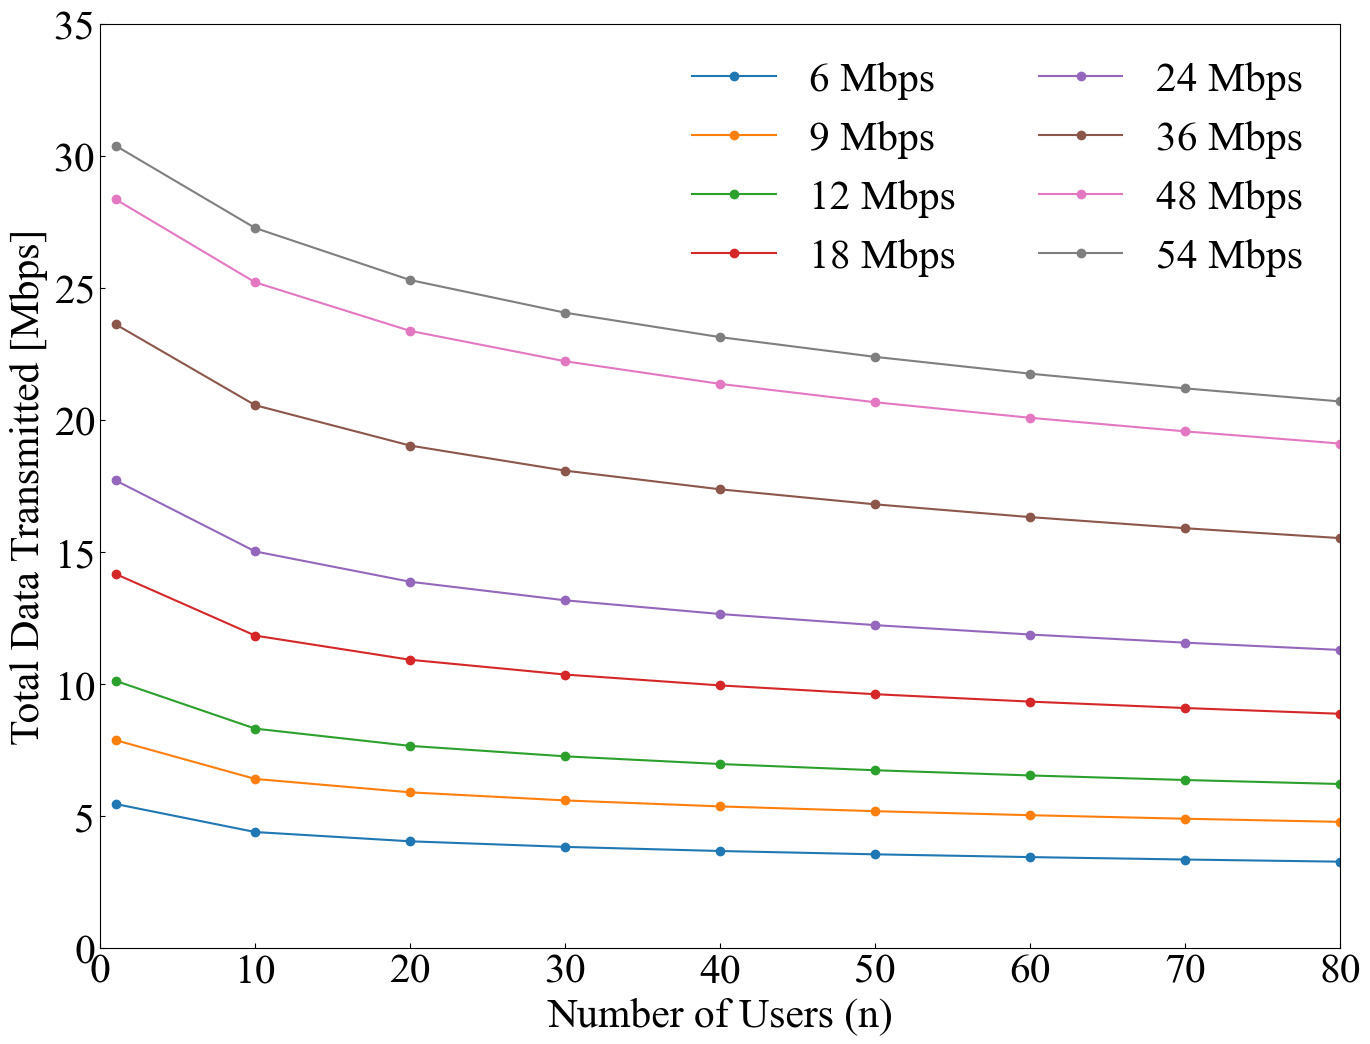 35
30
25
20
15
10
5
0
Total Data Transmitted [Mbps]
6 Mbps
9 Mbps
12 Mbps
18 Mbps
24 Mbps
36 Mbps
48 Mbps
54 Mbps
0 10 20 30 40 50 60 70 80
Number of Users (n)